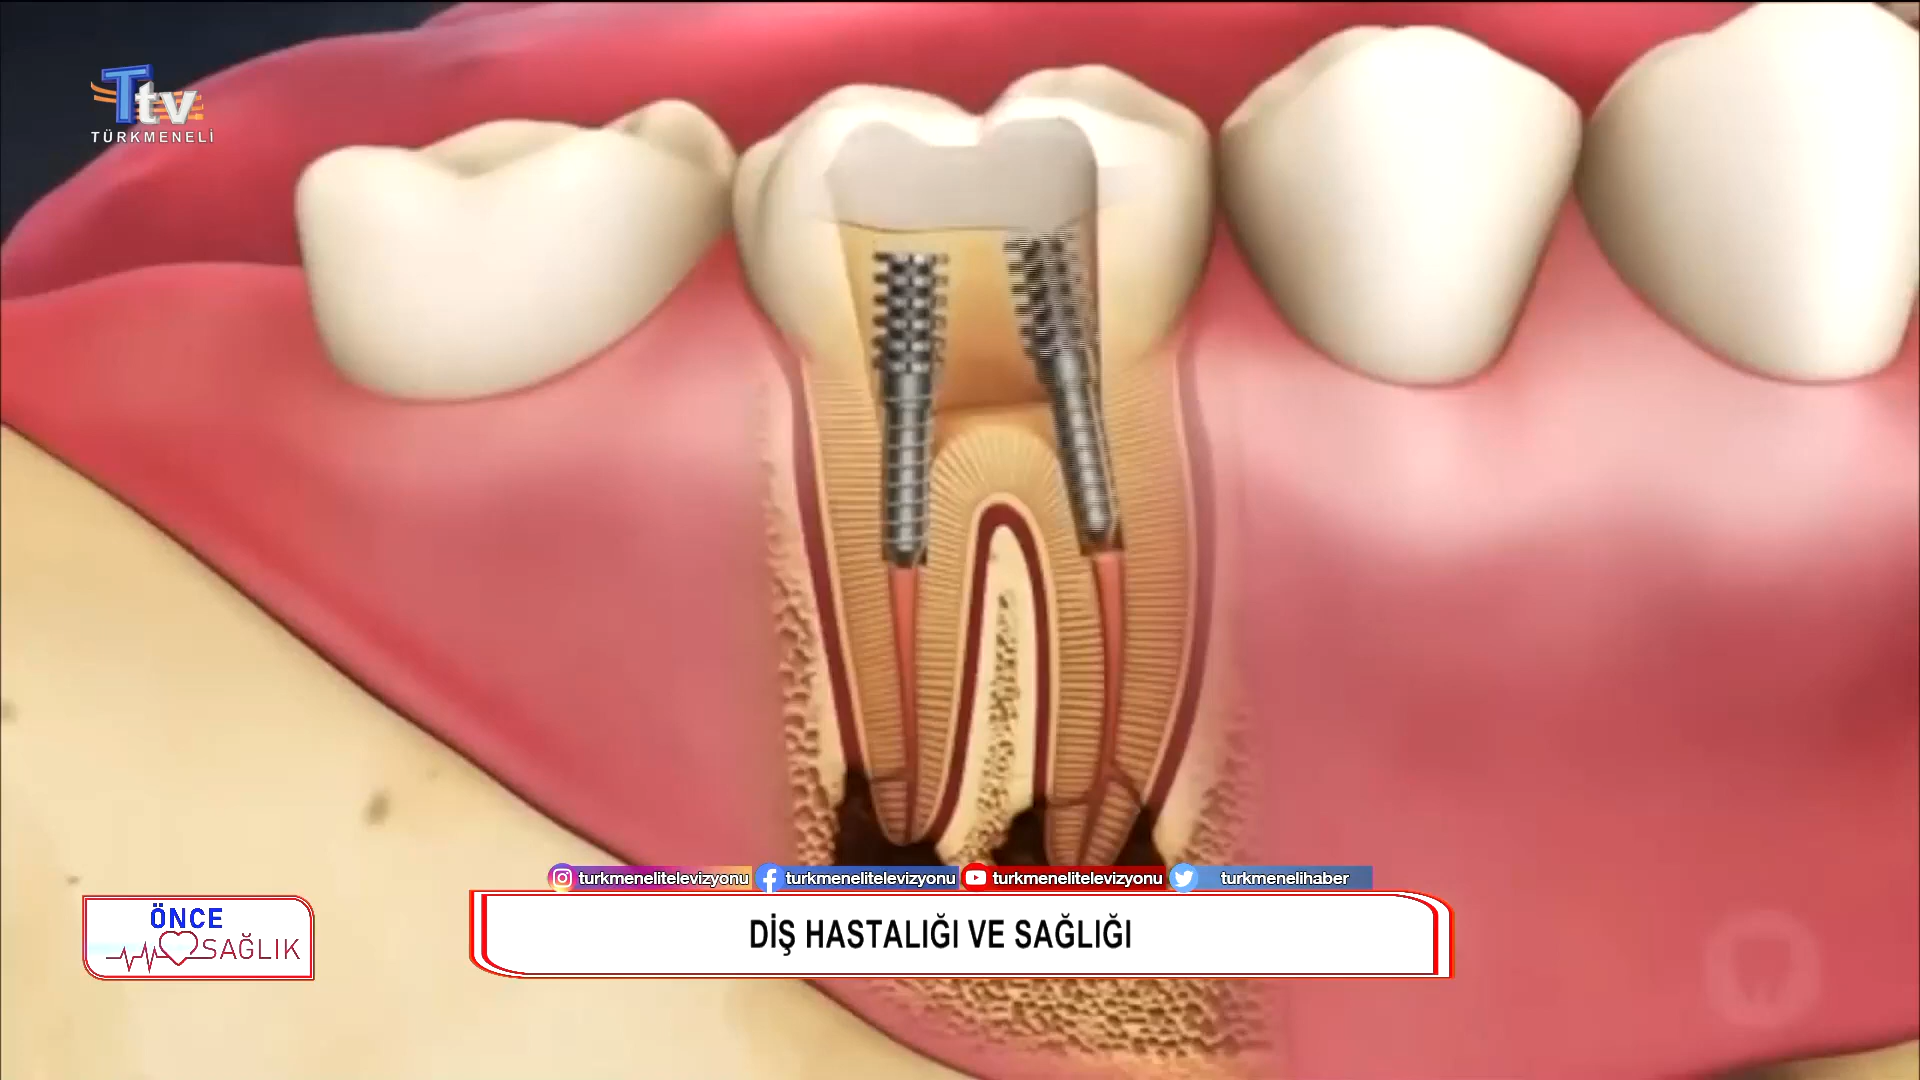 Ttv
TÜRKMENELİ
turkmenelitelevizyonu turkmenelitelevizyonu turkmenelitelevizyonu turkmenelihaber
ÖNCE
SAĞLIK
DİŞ HASTALIĞI VE SAĞLIĞI